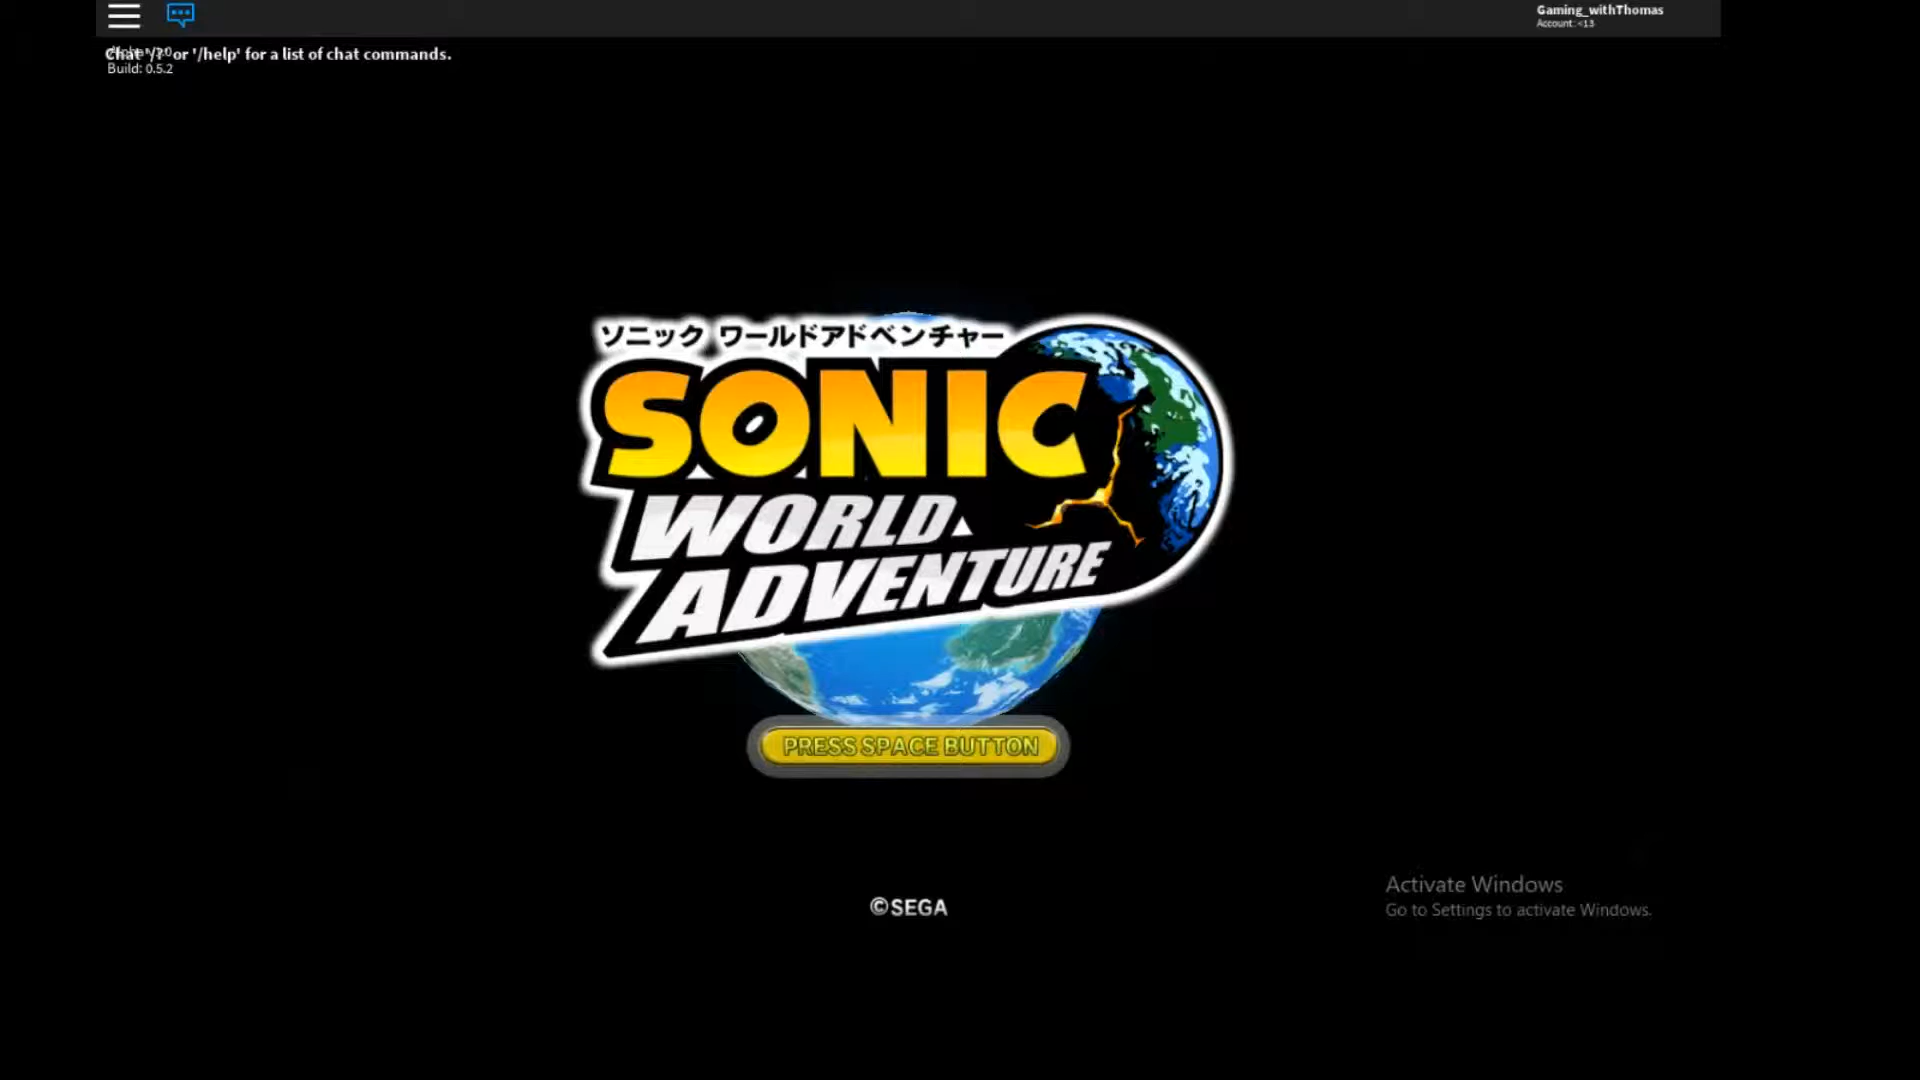 Gaming_withThomas
Account: <13
Chat '/?' or '/help' for a list of chat commands.
Build: 0.5.2
ソニック ワールドアドベンチャー
SONIC
WORLD
ADVENTURE
PRESS SPACE BUTTON
©SEGA
Activate Windows
Go to Settings to activate Windows.